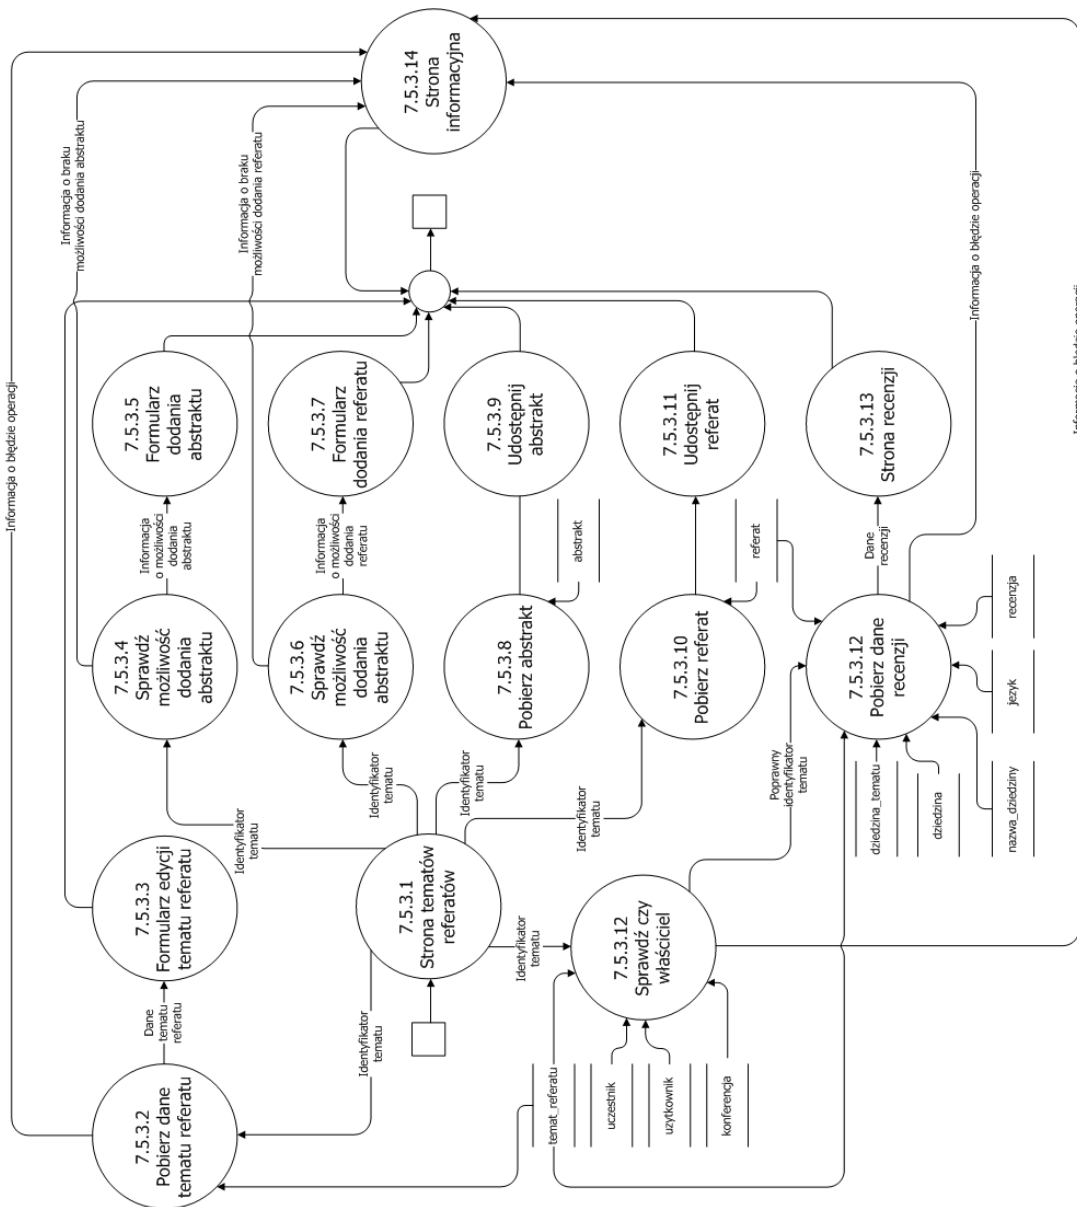 7.5.3.14
Strona
informacyjna
Informacja o braku
możliwości dodania abstraktu
Informacja o braku
możliwości dodania referatu
Informacja o błędzie operacji
Informacja o błędzie operacji
7.5.3.5
Formularz
dodania
abstraktu
7.5.3.7
Formularz
dodania referatu
7.5.3.9
Udostępnij
abstrakt
7.5.3.11
Udostępnij
referat
7.5.3.13
Strona recenzji
Informacja
o możliwości
dodania
abstraktu
Informacja
o możliwości
dodania
referatu
abstrakt
referat
Dane
recenzji
7.5.3.4
Sprawdź
możliwość
dodania
abstraktu
7.5.3.6
Sprawdź
możliwość
dodania
abstraktu
7.5.3.8
Pobierz abstrakt
7.5.3.10
Pobierz referat
7.5.3.12
Pobierz dane
recenzji
recenzja
jezyk
nazwa_dziedziny
dziedzina
dziedzina_tematu
Identyfikator
tematu
Identyfikator
tematu
Identyfikator
tematu
Identyfikator
tematu
Poprawny
identyfikator
tematu
7.5.3.3
Formularz edycji
tematu referatu
7.5.3.1
Strona tematów
referatów
7.5.3.12
Sprawdź czy
właściciel
Identyfikator
tematu
Dane
tematu
referatu
Identyfikator
tematu
7.5.3.2
Pobierz dane
tematu referatu
temat_referatu
uczestnik
uzytkownik
konferencja